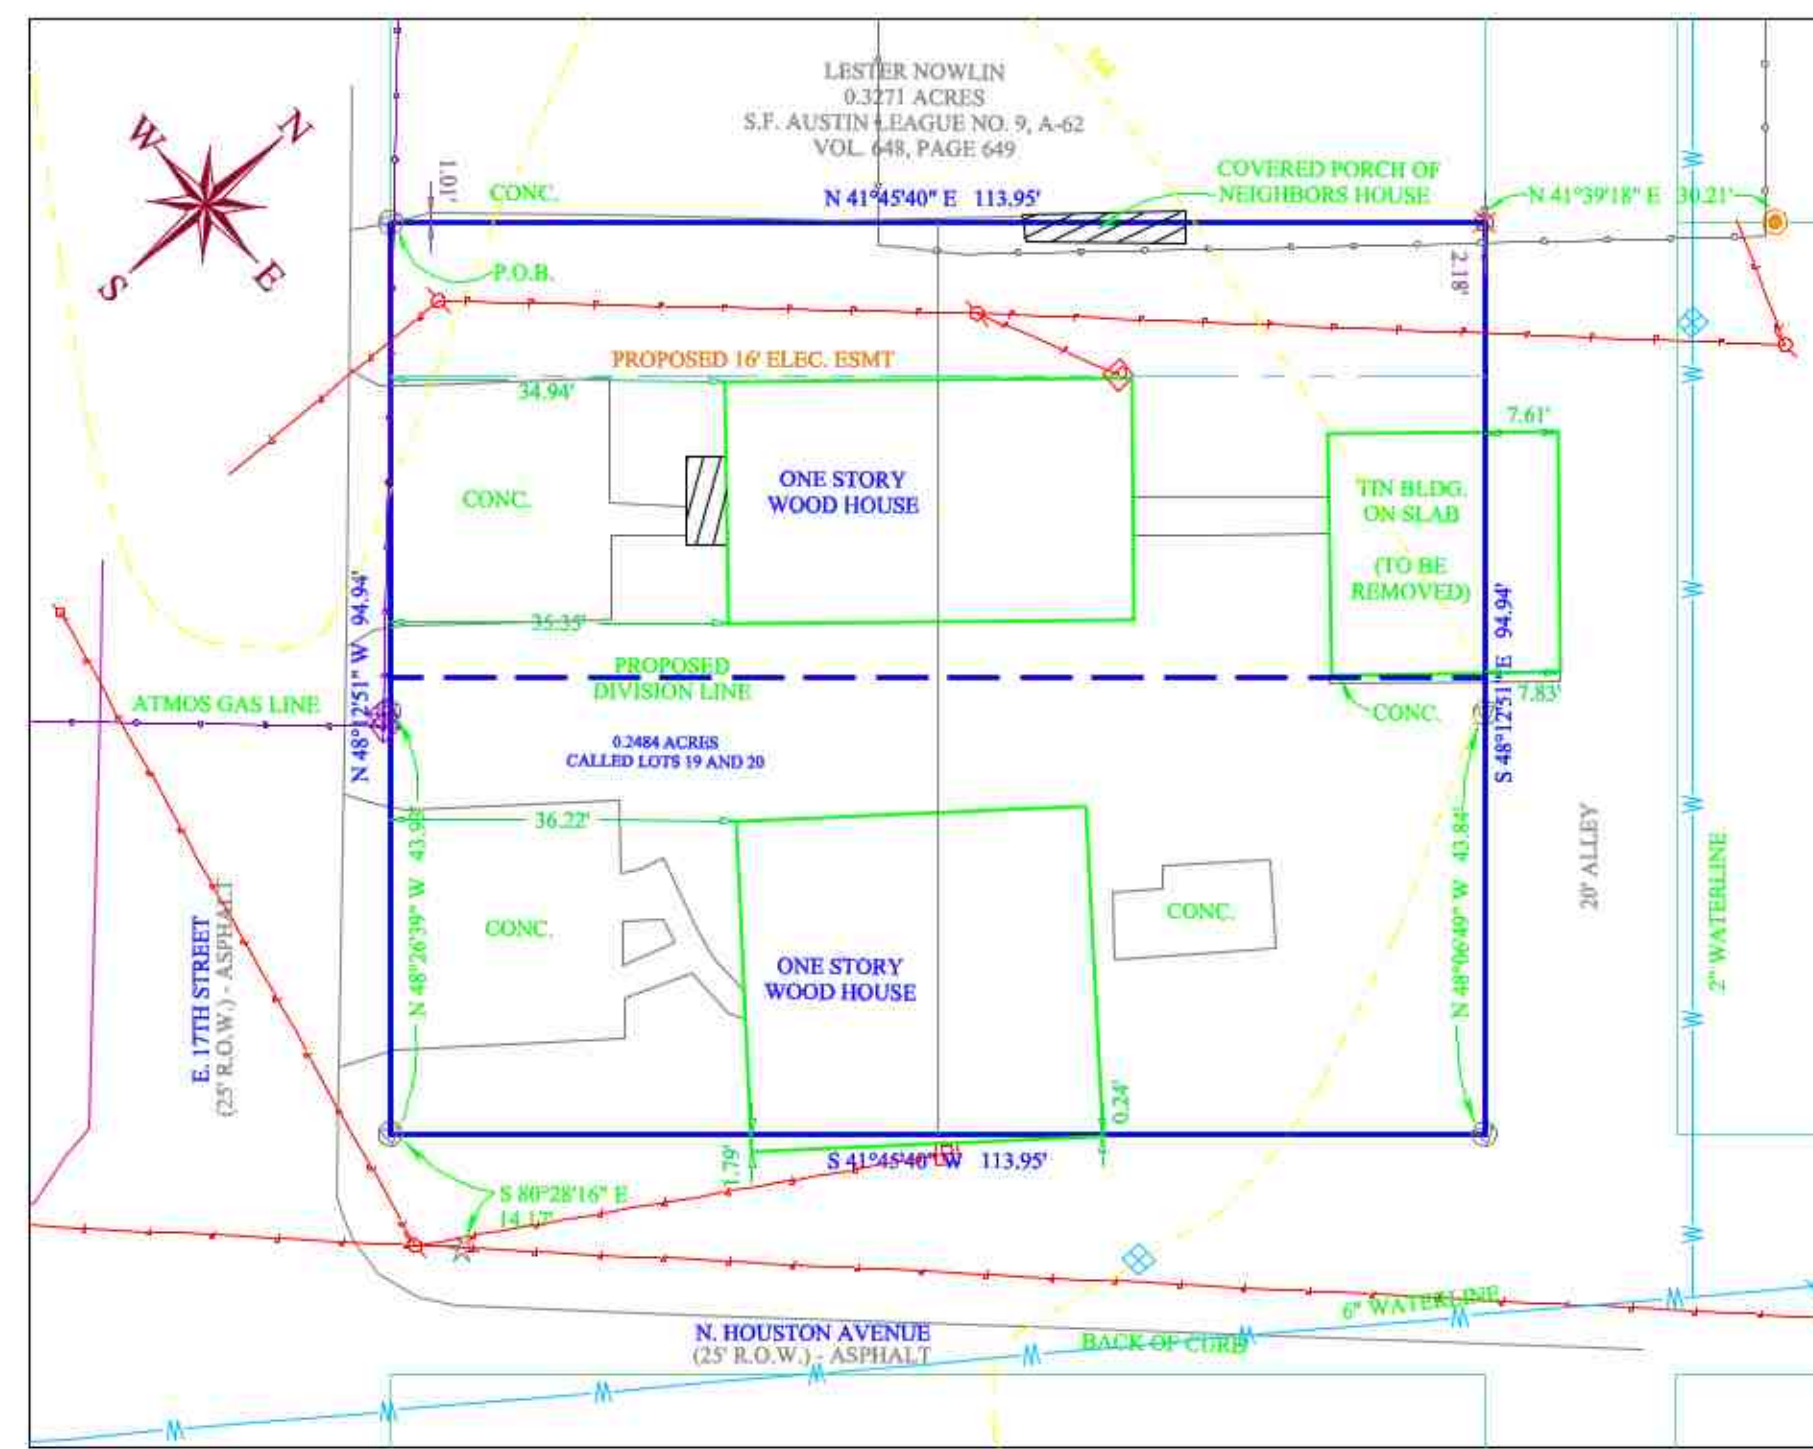 LESTER NOWLIN
0.3271 ACRES
S.F. AUSTIN LEAGUE NO. 9, A-62
VOL. 648, PAGE 649
W
N
S
E
1.01'
CONC.
N 41°45'40" E 113.95'
COVERED PORCH OF
NEIGHBORS HOUSE
N 41°39'18" E 30.21'
P.O.B.
2.18'
PROPOSED 16' ELEC. ESMT
34.94'
7.61'
CONC.
ONE STORY
WOOD HOUSE
TIN BLDG.
ON SLAB
(TO BE
REMOVED)
35.35'
N 48°12'51" W 94.94'
S 48°12'51" E 94.94'
PROPOSED
DIVISION LINE
ATMOS GAS LINE
7.83'
CONC.
0.2484 ACRES
CALLED LOTS 19 AND 20
36.22'
N 48°26'39" W 43.93'
N 48°06'49" W 43.84'
20' ALLEY
2" WATERLINE
CONC.
CONC.
E. 17TH STREET
(25' R.O.W.) - ASPHALT
ONE STORY
WOOD HOUSE
0.24'
1.79'
S 41°45'40" W 113.95'
S 80°28'16" E
14.17'
6" WATERLINE
N. HOUSTON AVENUE
(25' R.O.W.) - ASPHALT
BACK OF CURB